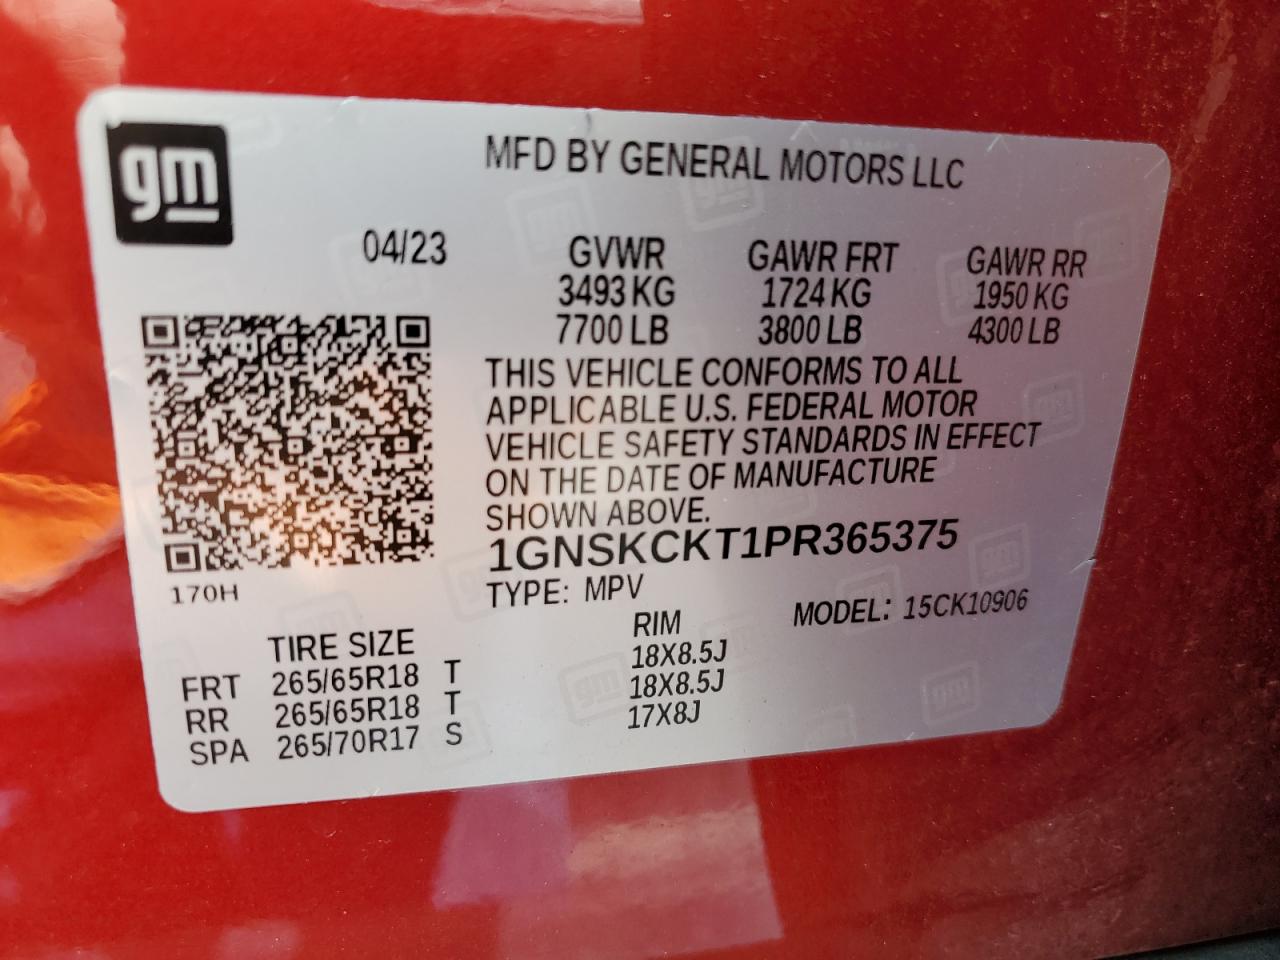 gm
MFD BY GENERAL MOTORS LLC
04/23 GVWR GAWR FRT GAWR RR
3493 KG 1724 KG 1950 KG
7700 LB 3800 LB 4300 LB
THIS VEHICLE CONFORMS TO ALL
APPLICABLE U.S. FEDERAL MOTOR
VEHICLE SAFETY STANDARDS IN EFFECT
ON THE DATE OF MANUFACTURE
SHOWN ABOVE.
1GNSKCKT1PR365375
170H
TYPE: MPV MODEL: 15CK10906
TIRE SIZE RIM
FRT 265/65R18 T 18X8.5J
RR 265/65R18 T 18X8.5J
SPA 265/70R17 S 17X8J